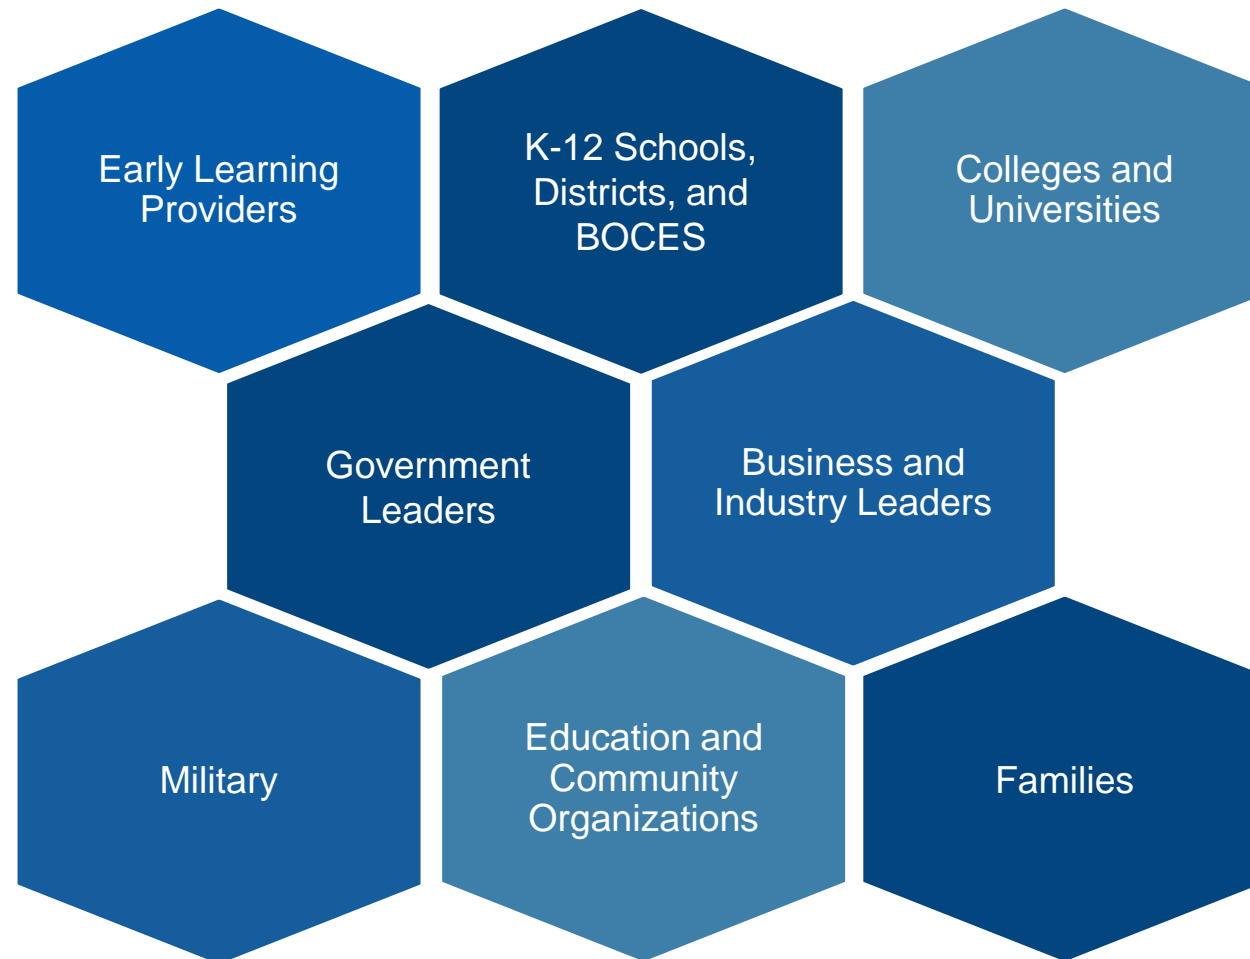 Early Learning
Providers
K-12 Schools,
Districts, and
BOCES
Colleges and
Universities
Government
Leaders
Business and
Industry Leaders
Military
Education and
Community
Organizations
Families